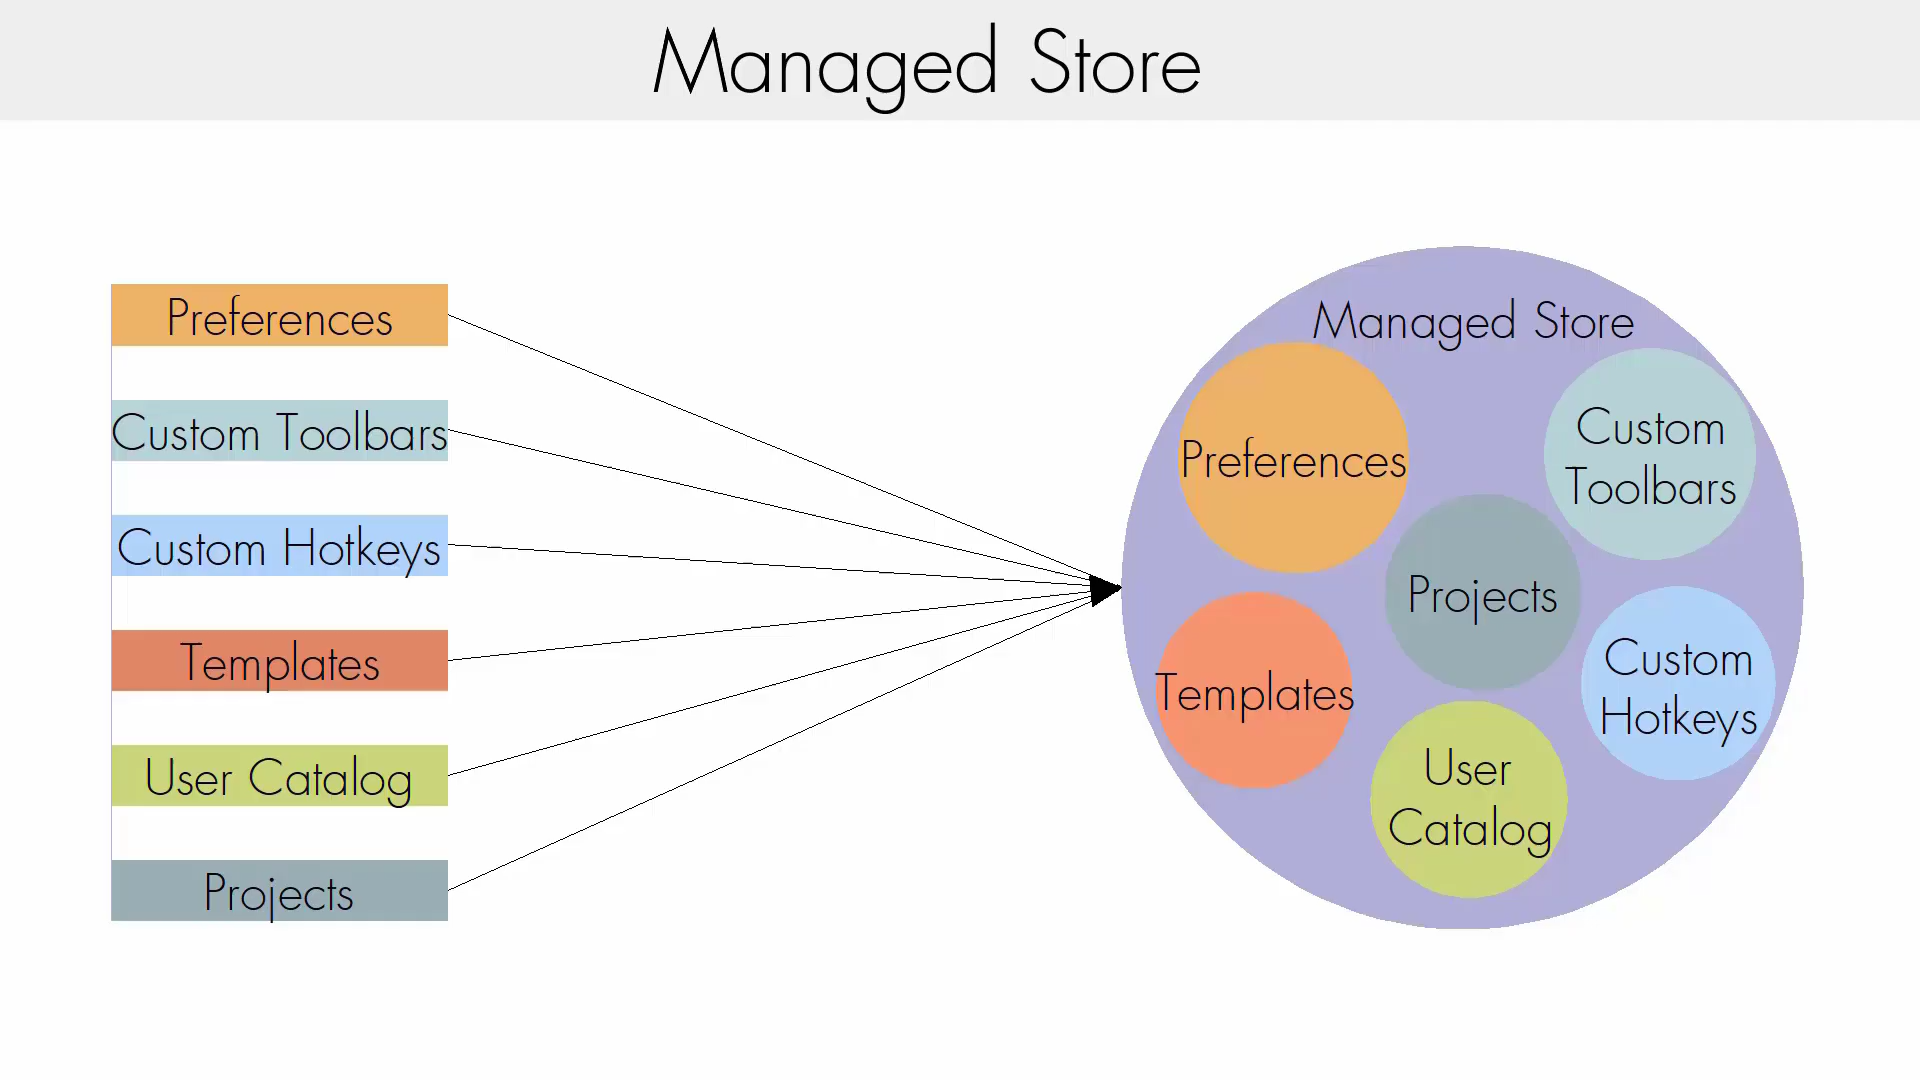 Managed Store
Preferences
Custom Toolbars
Custom Hotkeys
Templates
User Catalog
Projects
Managed Store
Preferences
Custom
Toolbars
Projects
Templates
Custom
Hotkeys
User
Catalog